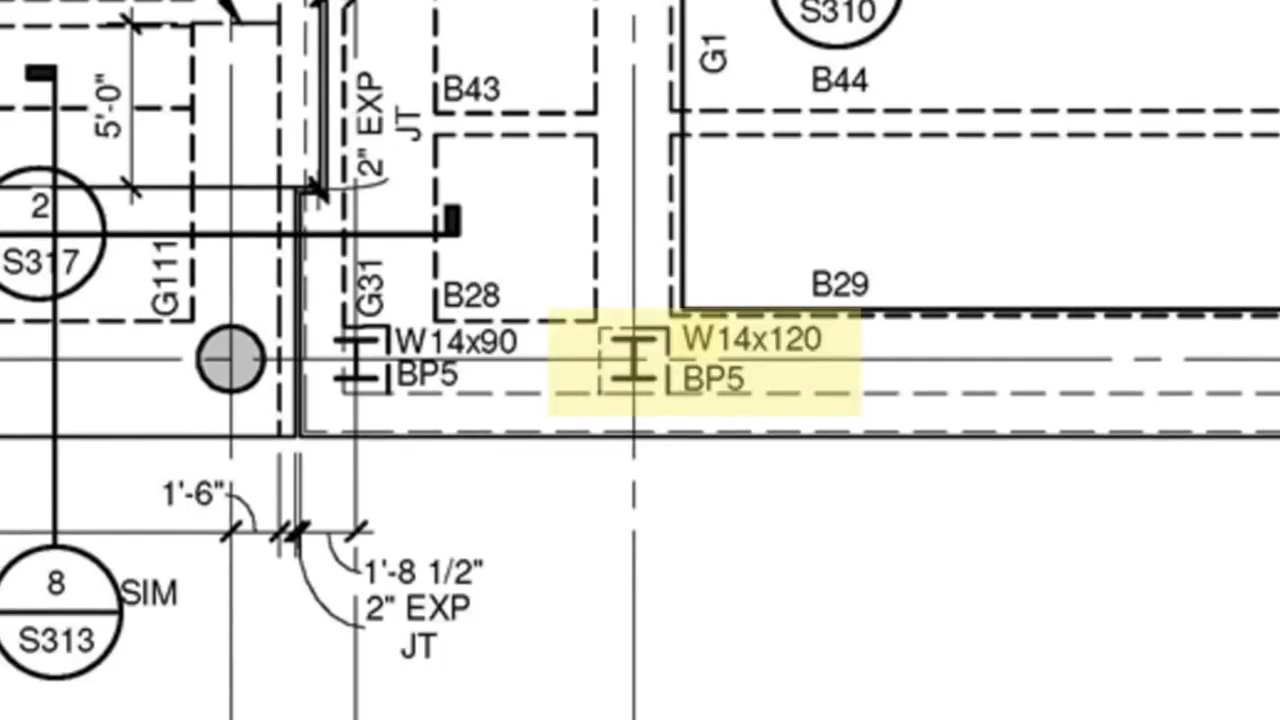 S310
G1
B44
B43
5'-0"
2" EXP
JT
2
S317
G111
G31
B28
B29
W14x90
BP5
W14x120
BP5
1'-6"
1'-8 1/2"
2" EXP
JT
8
SIM
S313